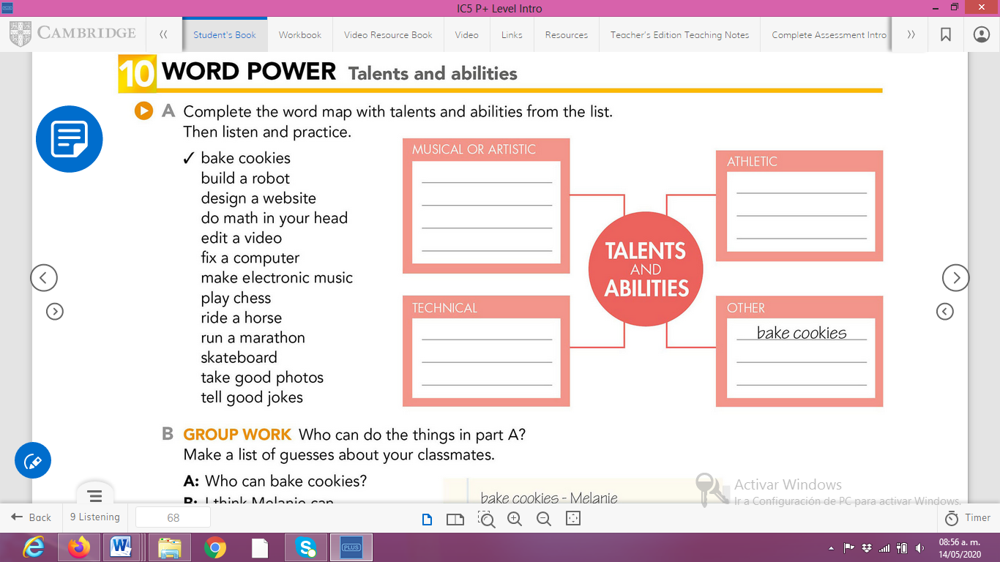 IC5 P+ Level Intro
CAMBRIDGE
Student's Book
Workbook
Video Resource Book
Video
Links
Resources
Teacher's Edition Teaching Notes
Complete Assessment Intro
10 WORD POWER Talents and abilities
A Complete the word map with talents and abilities from the list.
Then listen and practice.
✓ bake cookies
build a robot
design a website
do math in your head
edit a video
fix a computer
make electronic music
play chess
ride a horse
run a marathon
skateboard
take good photos
tell good jokes
MUSICAL OR ARTISTIC
ATHLETIC
TALENTS
AND
ABILITIES
TECHNICAL
OTHER
bake cookies
B GROUP WORK Who can do the things in part A?
Make a list of guesses about your classmates.
A: Who can bake cookies?
B: I think Melanie can
bake cookies - Melanie
Activar Windows
Ir a Configuración de PC para activar Windows.
Back
9 Listening
68
Timer
PLUS
08:56 a. m.
14/05/2020